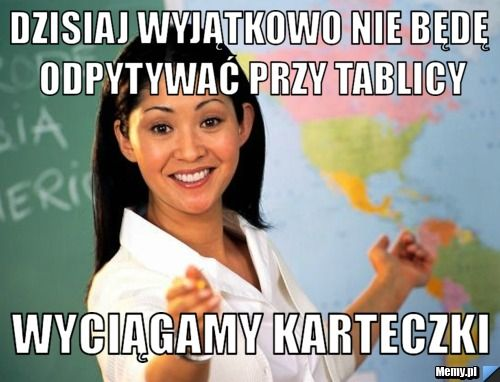 DZISIAJ WYJĄTKOWO NIE BĘDĘ
ODPYTYWAĆ PRZY TABLICY
WYCIĄGAMY KARTECZKI
Memy.pl